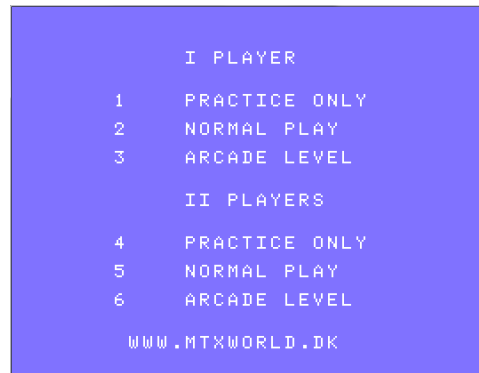 I PLAYER
1 PRACTICE ONLY
2 NORMAL PLAY
3 ARCADE LEVEL
II PLAYERS
4 PRACTICE ONLY
5 NORMAL PLAY
6 ARCADE LEVEL
WWW.MTXWORLD.DK